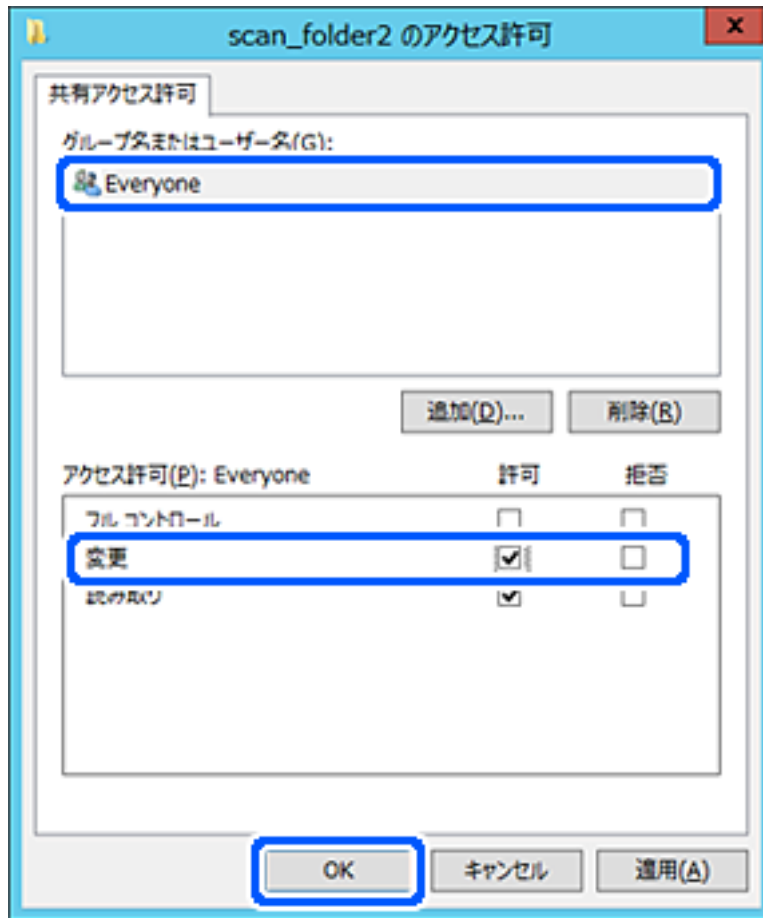 scan_folder2 のアクセス許可
共有アクセス許可
グループ名またはユーザー名(G):
Everyone
追加(D)... 削除(R)
アクセス許可(P): Everyone 許可 拒否
フル コントロール
変更
読み取り
OK キャンセル 適用(A)